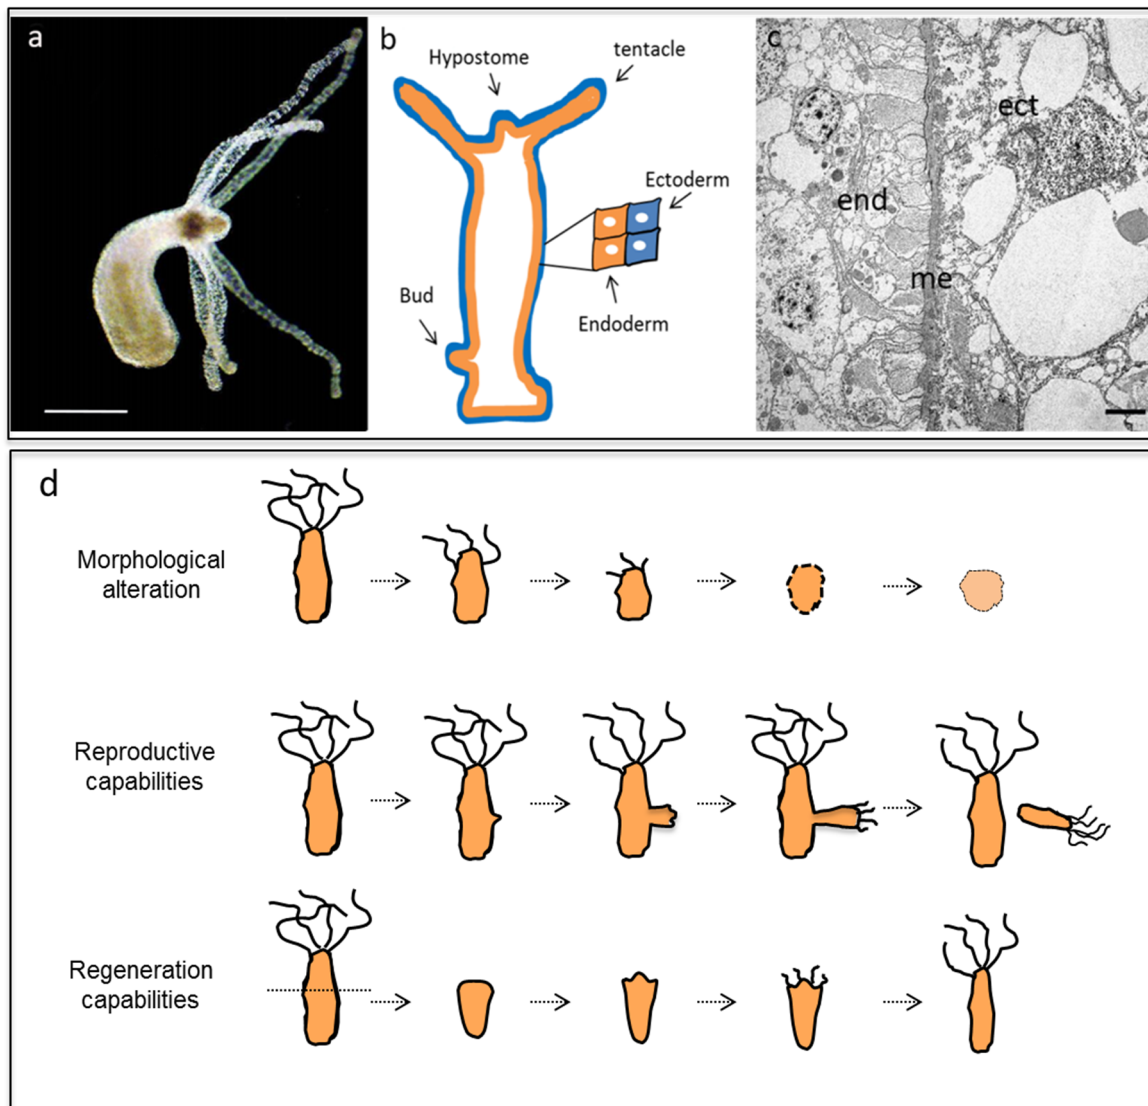 a
b
Hypostome
tentacle
Ectoderm
Bud
Endoderm
c
ect
end
me
d
Morphological
alteration
Reproductive
capabilities
Regeneration
capabilities